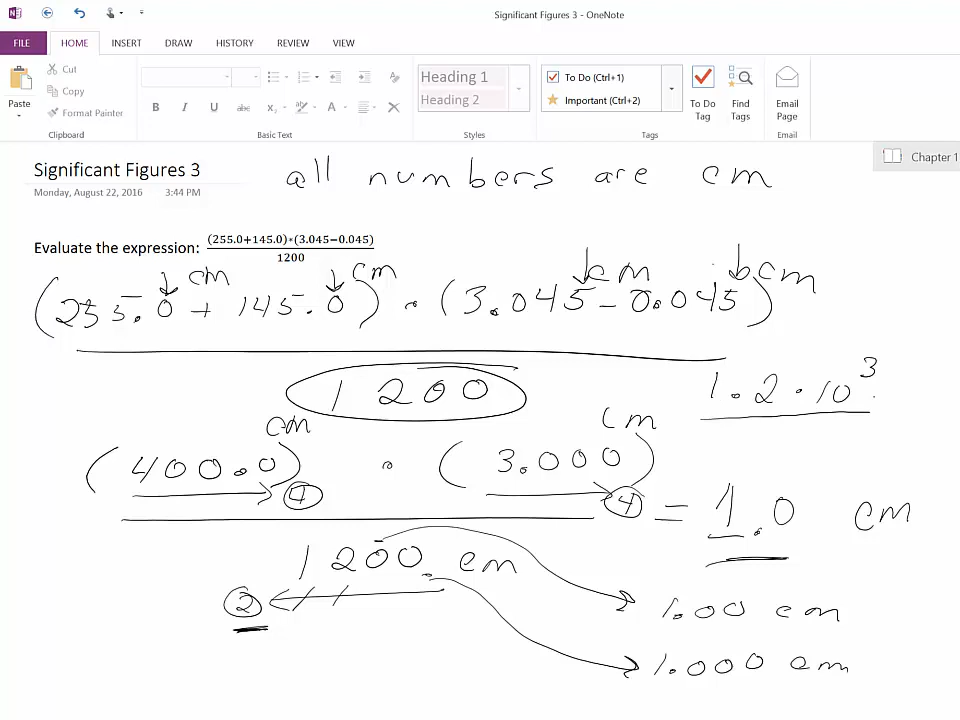 Significant Figures 3 - OneNote
FILE HOME INSERT DRAW HISTORY REVIEW VIEW
Paste
Cut
Copy
Format Painter
Clipboard
B I U abc x₂ A
Basic Text
Heading 1
Heading 2
Styles
To Do (Ctrl+1)
Important (Ctrl+2)
To Do Tag
Find Tags
Tags
Email Page
Email
Chapter 1
Significant Figures 3
Monday, August 22, 2016 3:44 PM
all numbers are cm
Evaluate the expression: (255.0+145.0)*(3.045−0.045)
1200
cm cm cm cm
(255.0 + 145.0) · (3.045 − 0.045)
1200
1.2 · 10³
cm cm
(400.0) · (3.000)
4 4
= 1.0 cm
1200. cm
2
1.00 cm
1.000 cm